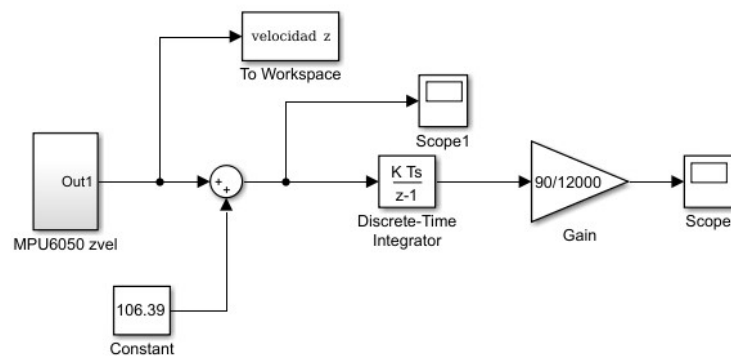 velocidad z
To Workspace
Scope1
Out1
MPU6050 zvel
+
+
K Ts
z-1
Discrete-Time
Integrator
90/12000
Gain
Scope
106.39
Constant